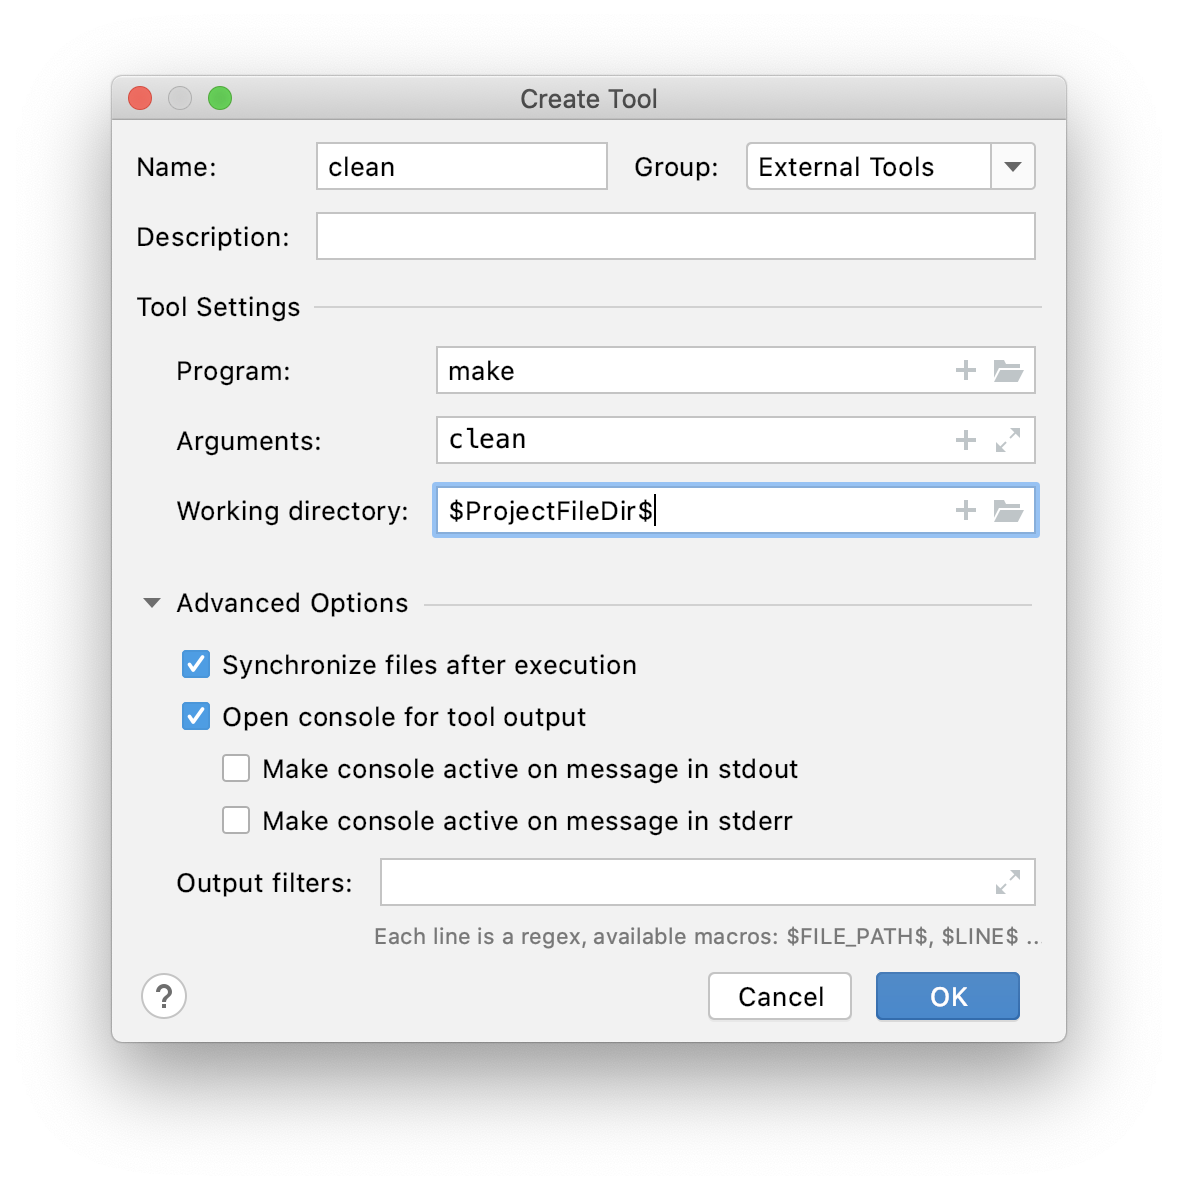 Create Tool
Name: clean Group: External Tools
Description:
Tool Settings
Program: make
Arguments: clean
Working directory: $ProjectFileDir$
Advanced Options
Synchronize files after execution
Open console for tool output
Make console active on message in stdout
Make console active on message in stderr
Output filters:
Each line is a regex, available macros: $FILE_PATH$, $LINE$ ...
? Cancel OK